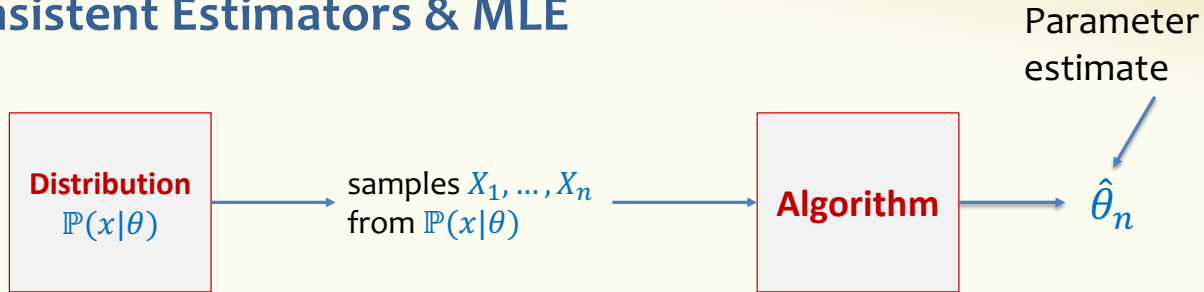 nsistent Estimators & MLE
Parameter
estimate
Distribution
ℙ(x|θ)
samples X₁, … , Xₙ
from ℙ(x|θ)
Algorithm
θ̂ₙ